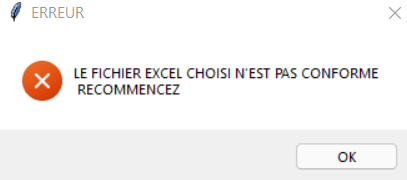 ERREUR
LE FICHIER EXCEL CHOISI N'EST PAS CONFORME
RECOMMENCEZ
OK